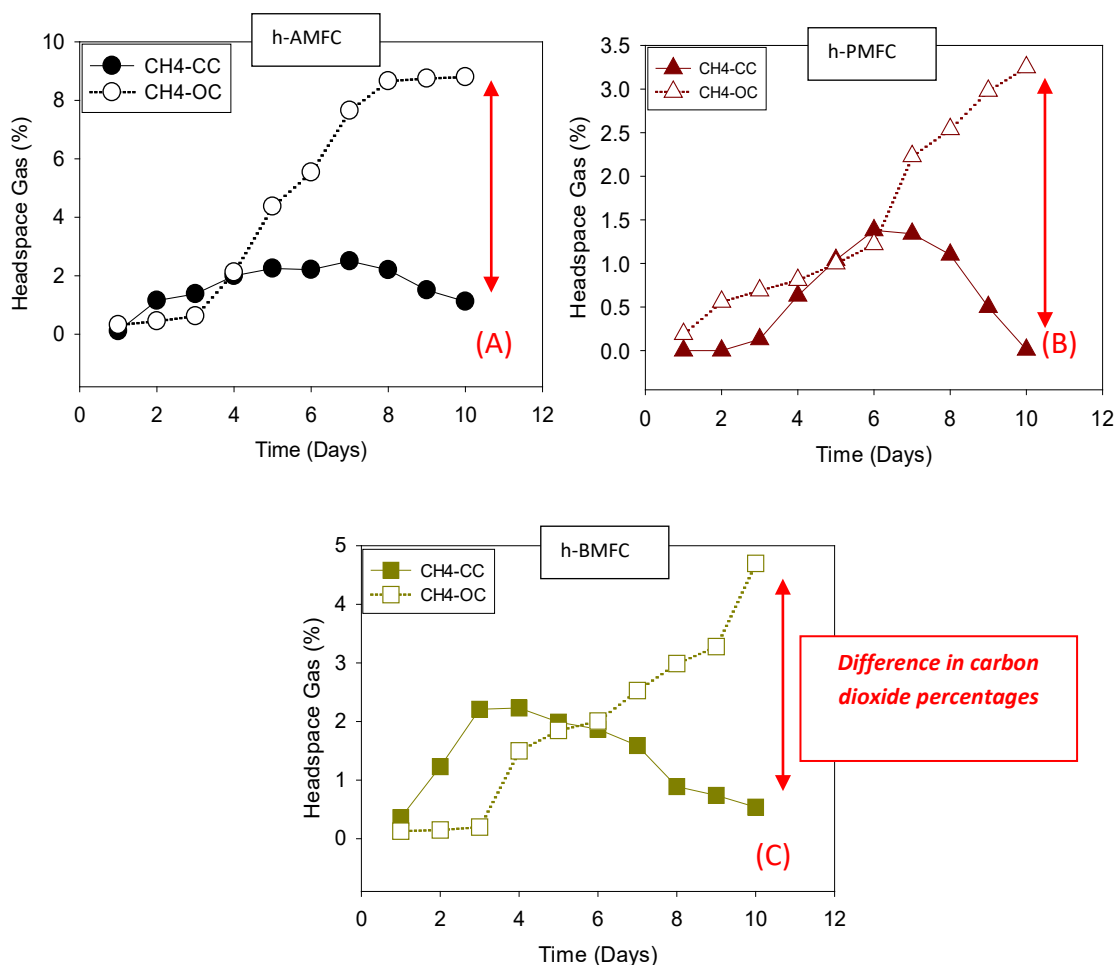 h-AMFC
CH4-CC
CH4-OC
Headspace Gas (%)
10
8
6
4
2
0
0 2 4 6 8 10 12
Time (Days)
(A)
h-PMFC
CH4-CC
CH4-OC
Headspace Gas (%)
3.5
3.0
2.5
2.0
1.5
1.0
0.5
0.0
0 2 4 6 8 10 12
Time (Days)
(B)
h-BMFC
CH4-CC
CH4-OC
Headspace Gas (%)
5
4
3
2
1
0
0 2 4 6 8 10 12
Time (Days)
(C)
Difference in carbon
dioxide percentages